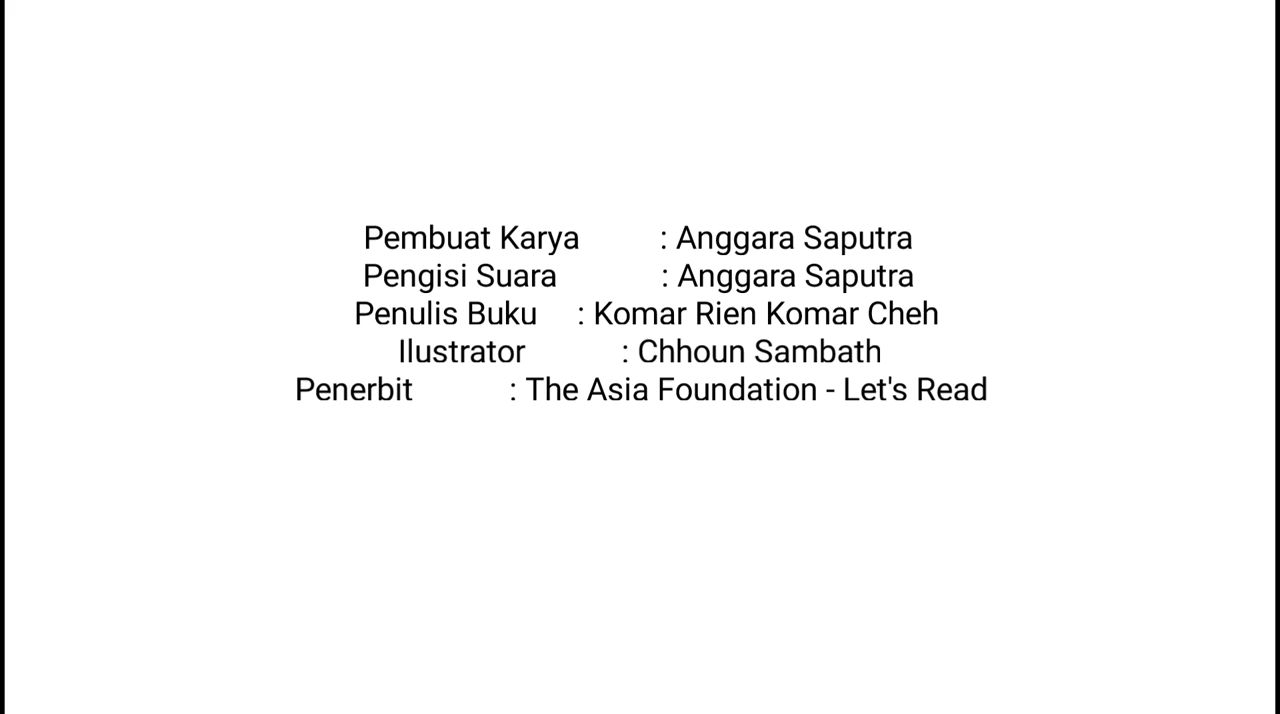 Pembuat Karya : Anggara Saputra
Pengisi Suara : Anggara Saputra
Penulis Buku : Komar Rien Komar Cheh
Ilustrator : Chhoun Sambath
Penerbit : The Asia Foundation - Let's Read